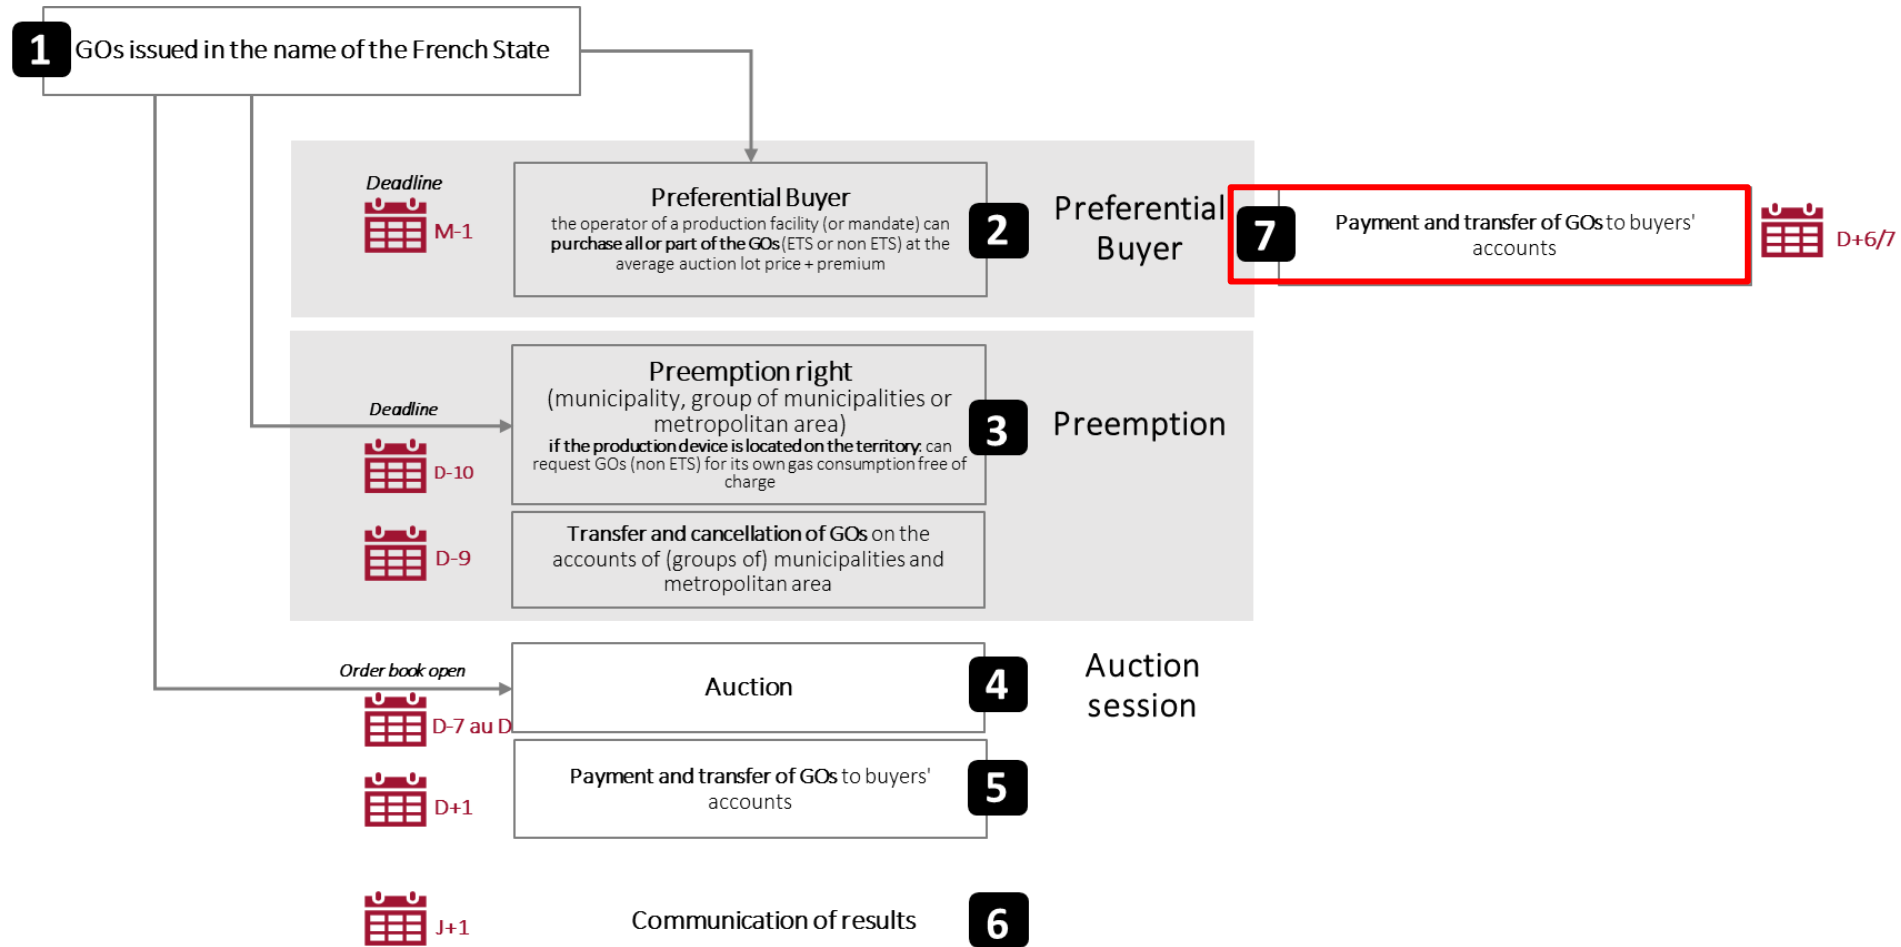 1
GOs issued in the name of the French State
Deadline
M-1
Preferential Buyer
the operator of a production facility (or mandate) can
purchase all or part of the GOs (ETS or non ETS) at the
average auction lot price + premium
2
Preferential
Buyer
7
Payment and transfer of GOs to buyers'
accounts
D+6/7
Deadline
D-10
Preemption right
(municipality, group of municipalities or
metropolitan area)
if the production device is located on the territory: can
request GOs (non ETS) for its own gas consumption free of
charge
3
Preemption
D-9
Transfer and cancellation of GOs on the
accounts of (groups of) municipalities and
metropolitan area
Order book open
D-7 au D
Auction
4
Auction
session
D+1
Payment and transfer of GOs to buyers'
accounts
5
J+1
Communication of results
6